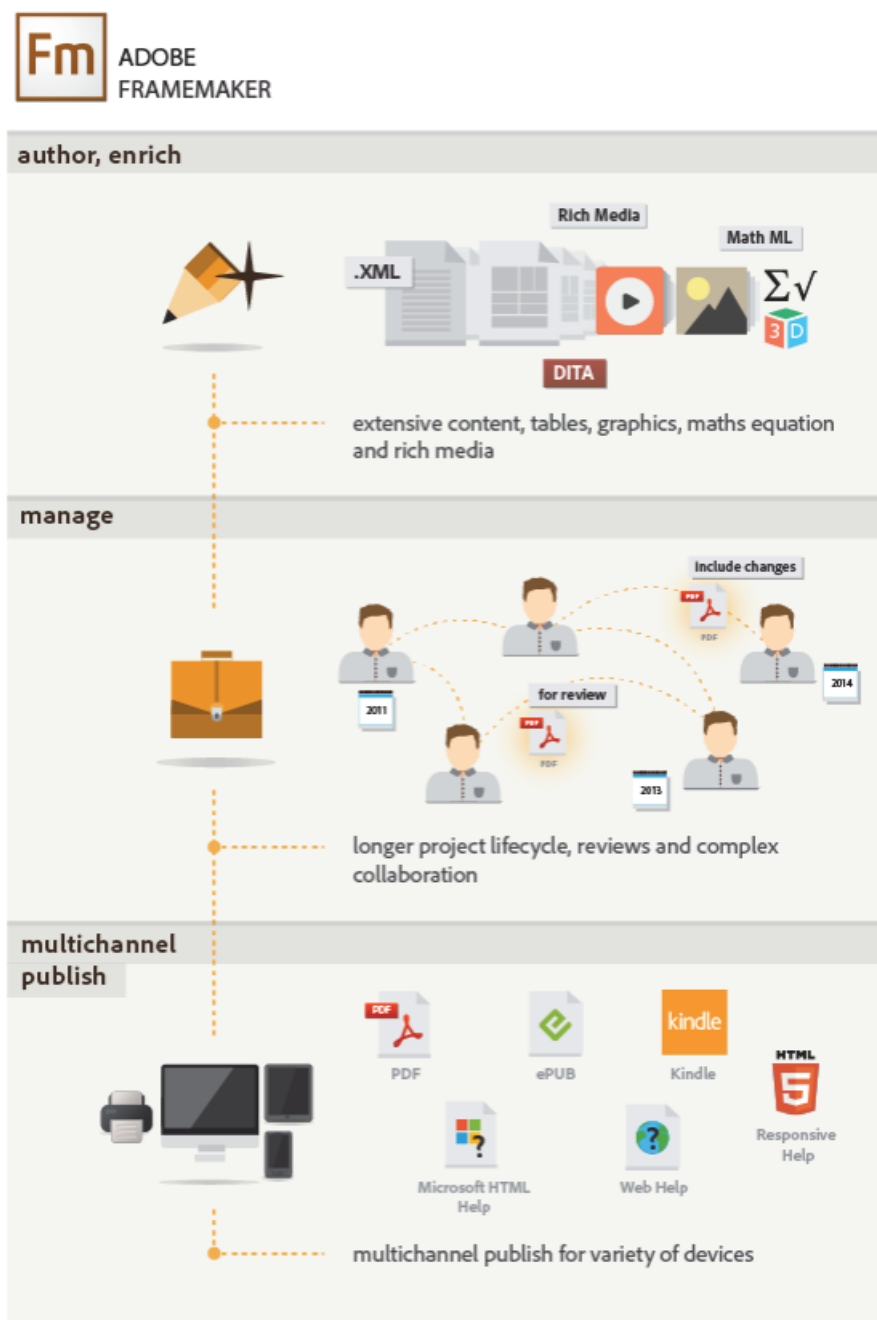 Fm
ADOBE
FRAMEMAKER
author, enrich
Rich Media
Math ML
.XML
Σ√
3D
DITA
extensive content, tables, graphics, maths equation
and rich media
manage
Include changes
PDF
PDF
2014
2011
for review
PDF
PDF
2013
longer project lifecycle, reviews and complex
collaboration
multichannel
publish
PDF
PDF
ePUB
kindle
Kindle
HTML
5
Responsive
Help
?
Microsoft HTML
Help
?
Web Help
multichannel publish for variety of devices